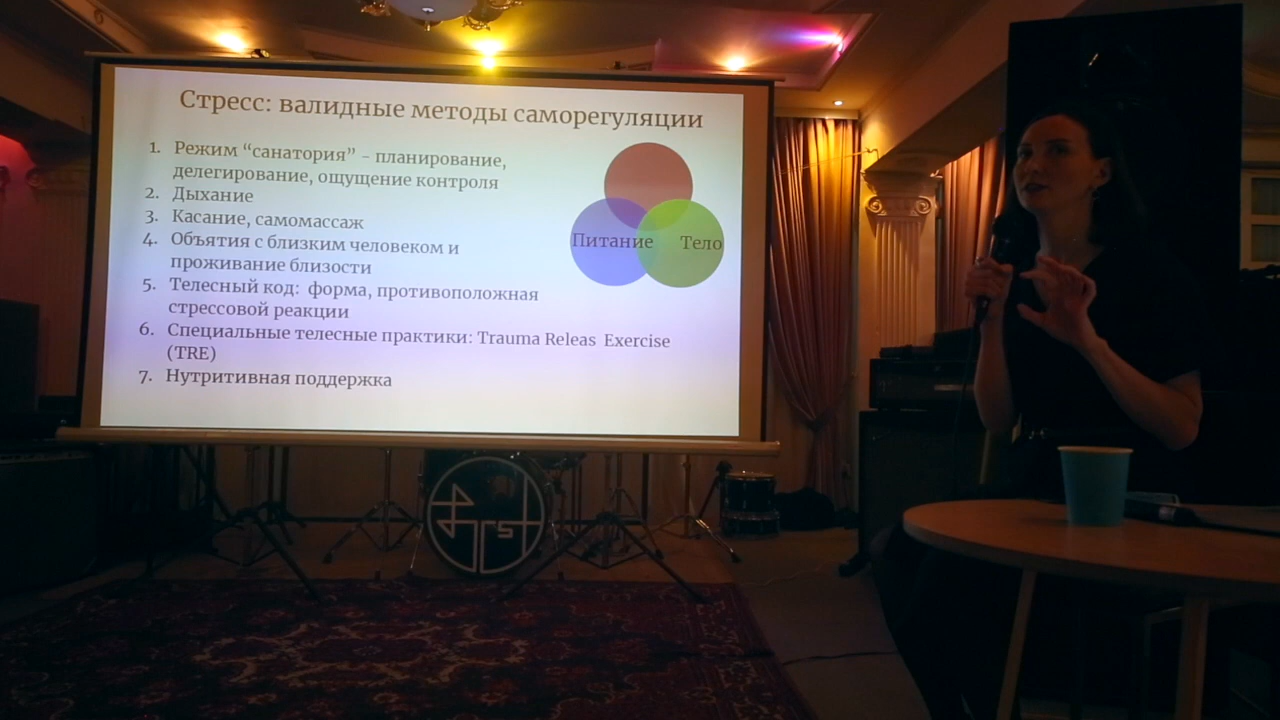 Стресс: валидные методы саморегуляции
1. Режим “санатория” - планирование,
делегирование, ощущение контроля
2. Дыхание
3. Касание, самомассаж
4. Объятия с близким человеком и
проживание близости
5. Телесный код: форма, противоположная
стрессовой реакции
6. Специальные телесные практики: Trauma Releas Exercise
(TRE)
7. Нутритивная поддержка
Питание
Тело